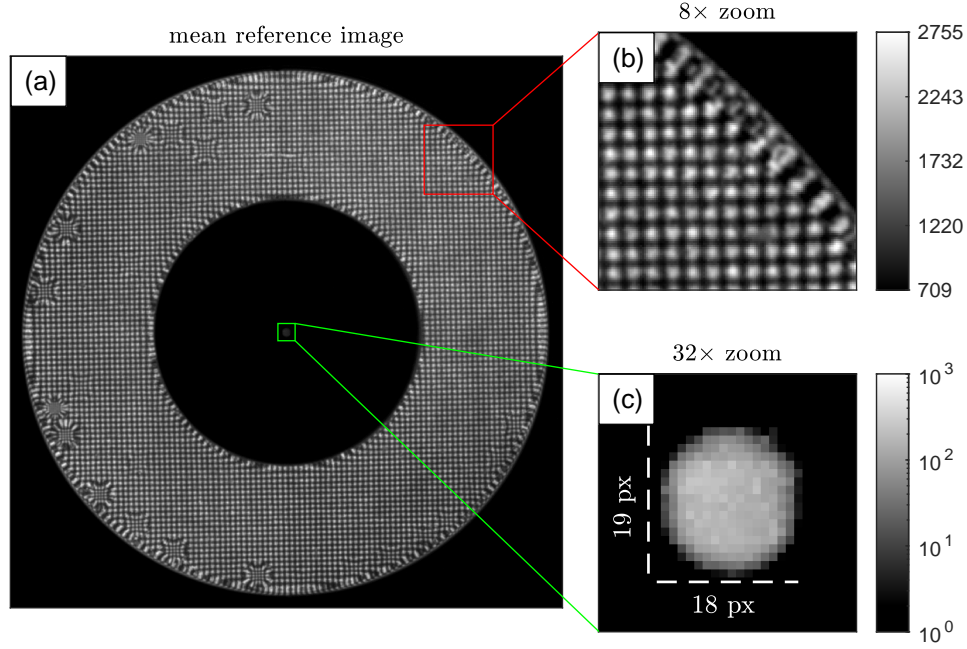 mean reference image
(a)
8× zoom
(b)
2755
2243
1732
1220
709
32× zoom
(c)
19 px
18 px
10^3
10^2
10^1
10^0